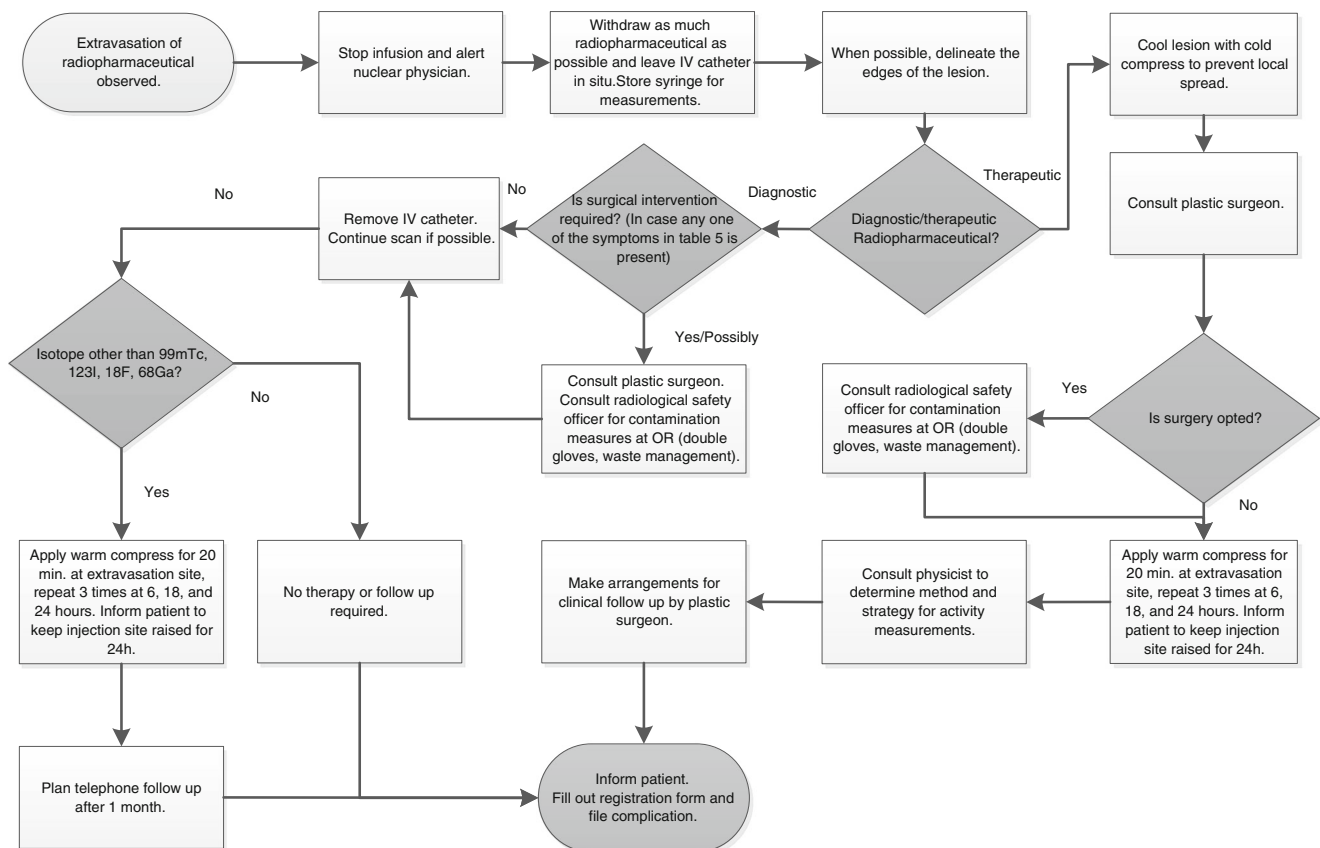 Extravasation of
radiopharmaceutical
observed.
Stop infusion and alert
nuclear physician.
Withdraw as much
radiopharmaceutical as
possible and leave IV catheter
in situ.Store syringe for
measurements.
When possible, delineate the
edges of the lesion.
Cool lesion with cold
compress to prevent local
spread.
Therapeutic
Diagnostic
No
No
Is surgical intervention
required? (In case any one
of the symptoms in table 5 is
present)
Remove IV catheter.
Continue scan if possible.
Diagnostic/therapeutic
Radiopharmaceutical?
Consult plastic surgeon.
Yes/Possibly
Isotope other than 99mTc,
123I, 18F, 68Ga?
No
Consult plastic surgeon.
Consult radiological safety
officer for contamination
measures at OR (double
gloves, waste management).
Consult radiological safety
officer for contamination
measures at OR (double
gloves, waste management).
Yes
Is surgery opted?
Yes
No
Apply warm compress for 20
min. at extravasation site,
repeat 3 times at 6, 18, and
24 hours. Inform patient to
keep injection site raised for
24h.
No therapy or follow up
required.
Make arrangements for
clinical follow up by plastic
surgeon.
Consult physicist to
determine method and
strategy for activity
measurements.
Apply warm compress for
20 min. at extravasation
site, repeat 3 times at 6,
18, and 24 hours. Inform
patient to keep injection
site raised for 24h.
Plan telephone follow up
after 1 month.
Inform patient.
Fill out registration form and
file complication.